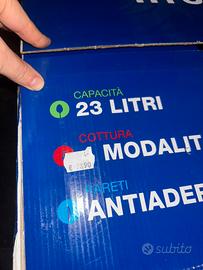 CAPACITÀ
23 LITRI
COTTURA
MODALIT
PARETI
ANTIADER
subito